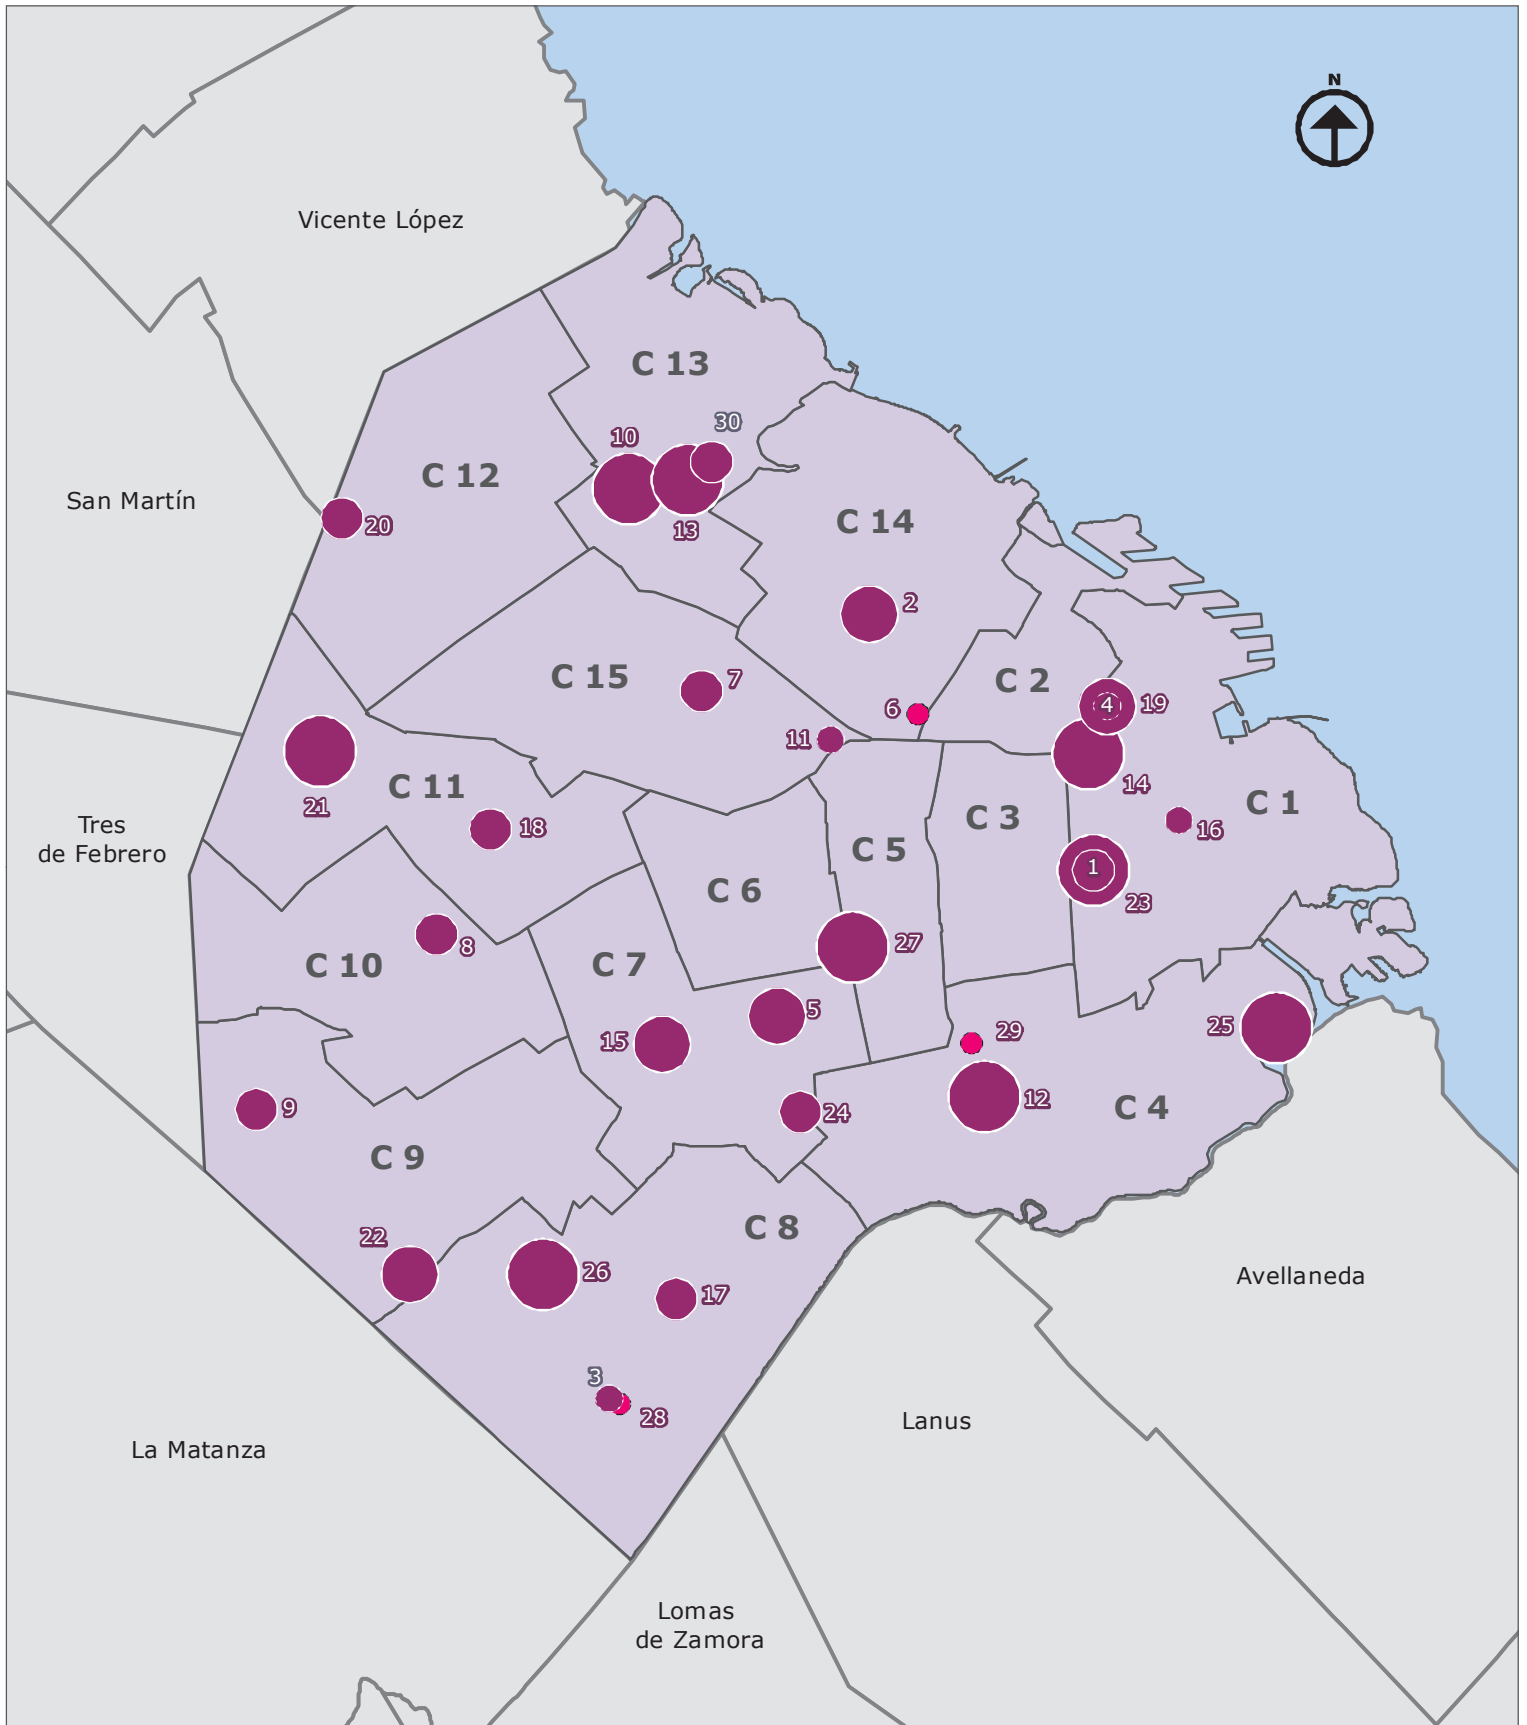 N
Vicente López
C 13
30
10
C 12
San Martín
20
13
C 14
2
C 15
7
C 2
6
4
19
11
21
C 11
14
18
C 3
C 1
16
Tres
de Febrero
C 5
1
23
C 6
8
27
C 10
C 7
5
15
25
29
9
24
12
C 4
C 9
22
C 8
26
17
Avellaneda
3
28
Lanus
La Matanza
Lomas
de Zamora